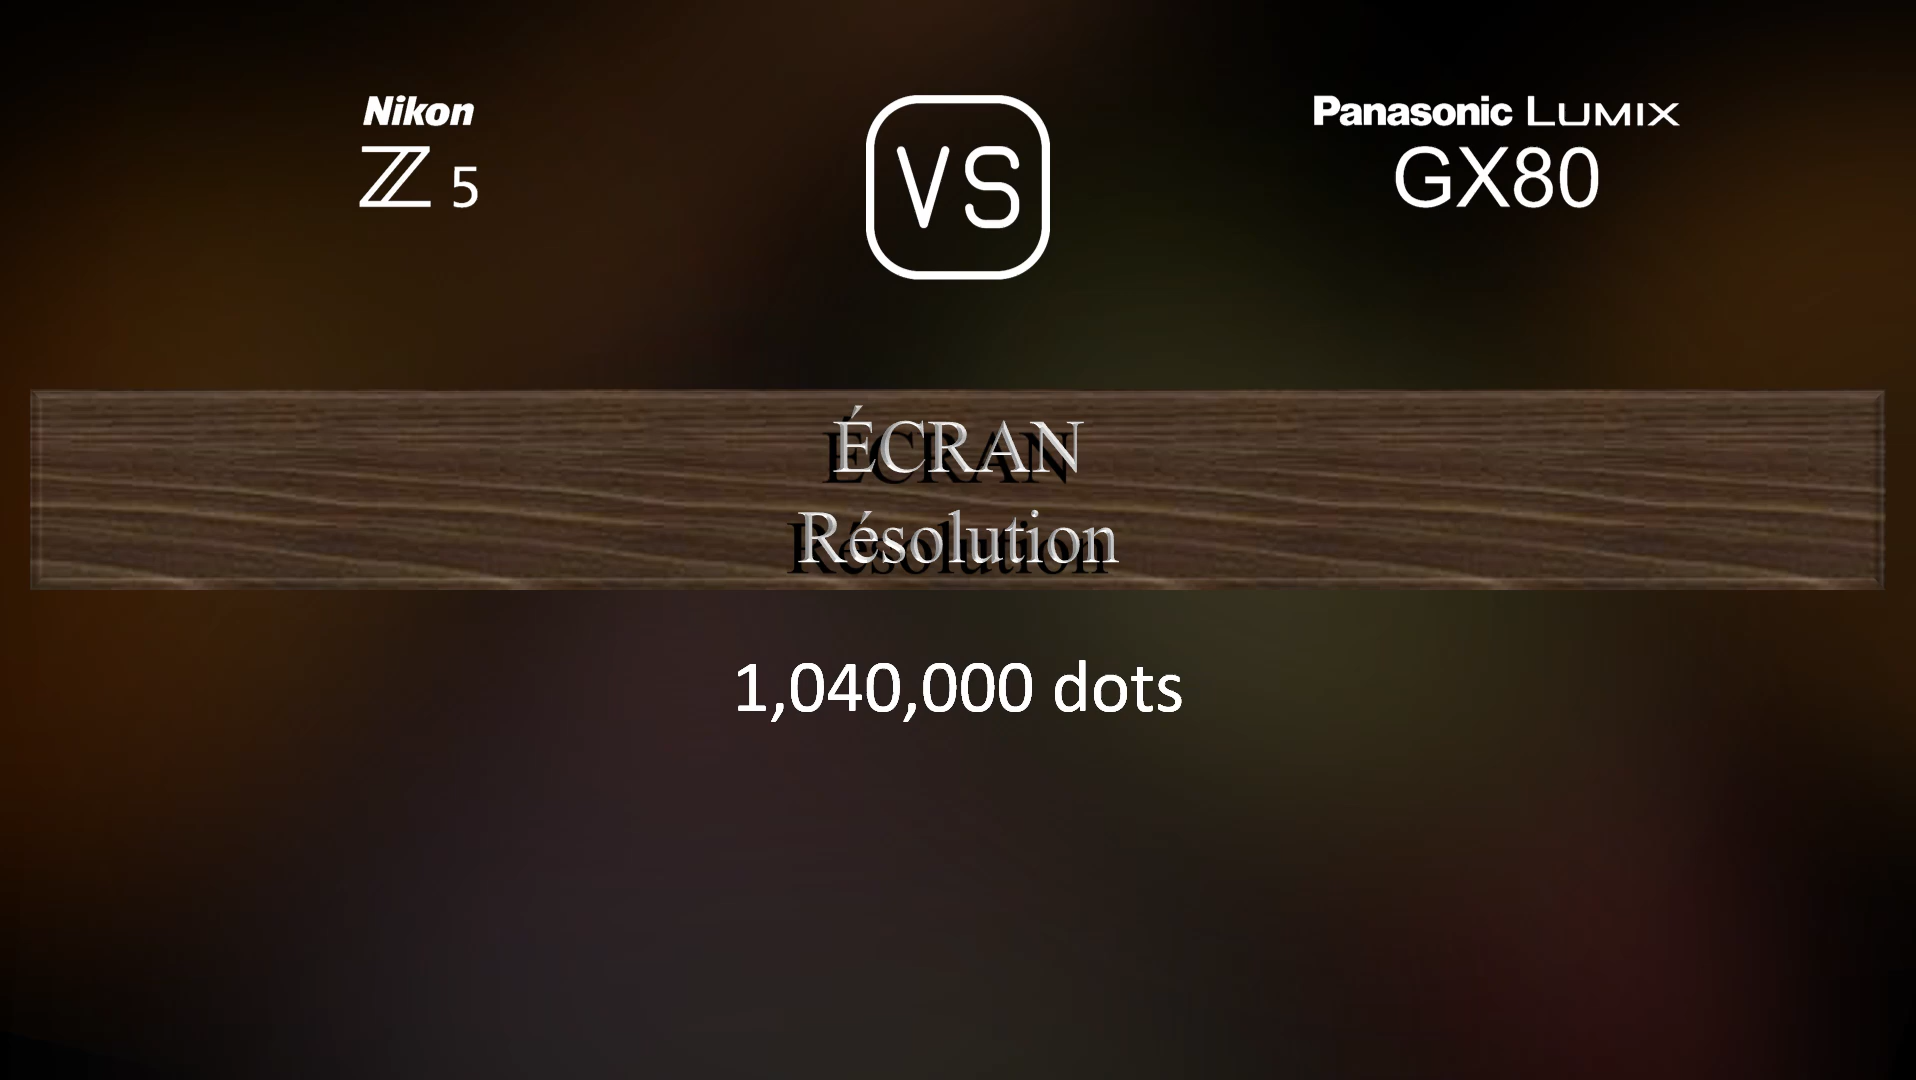 Nikon
Z 5
VS
Panasonic LUMIX
GX80
ÉCRAN
Résolution
1,040,000 dots